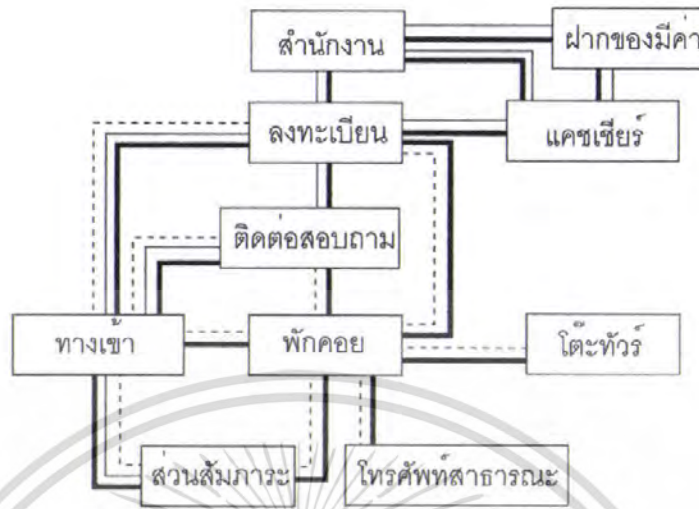 สำนักงาน
ฝากของมีค่า
ลงทะเบียน
แคชเชียร์
ติดต่อสอบถาม
ทางเข้า
พักคอย
โต๊ะทัวร์
ส่วนสัมภาระ
โทรศัพท์สาธารณะ